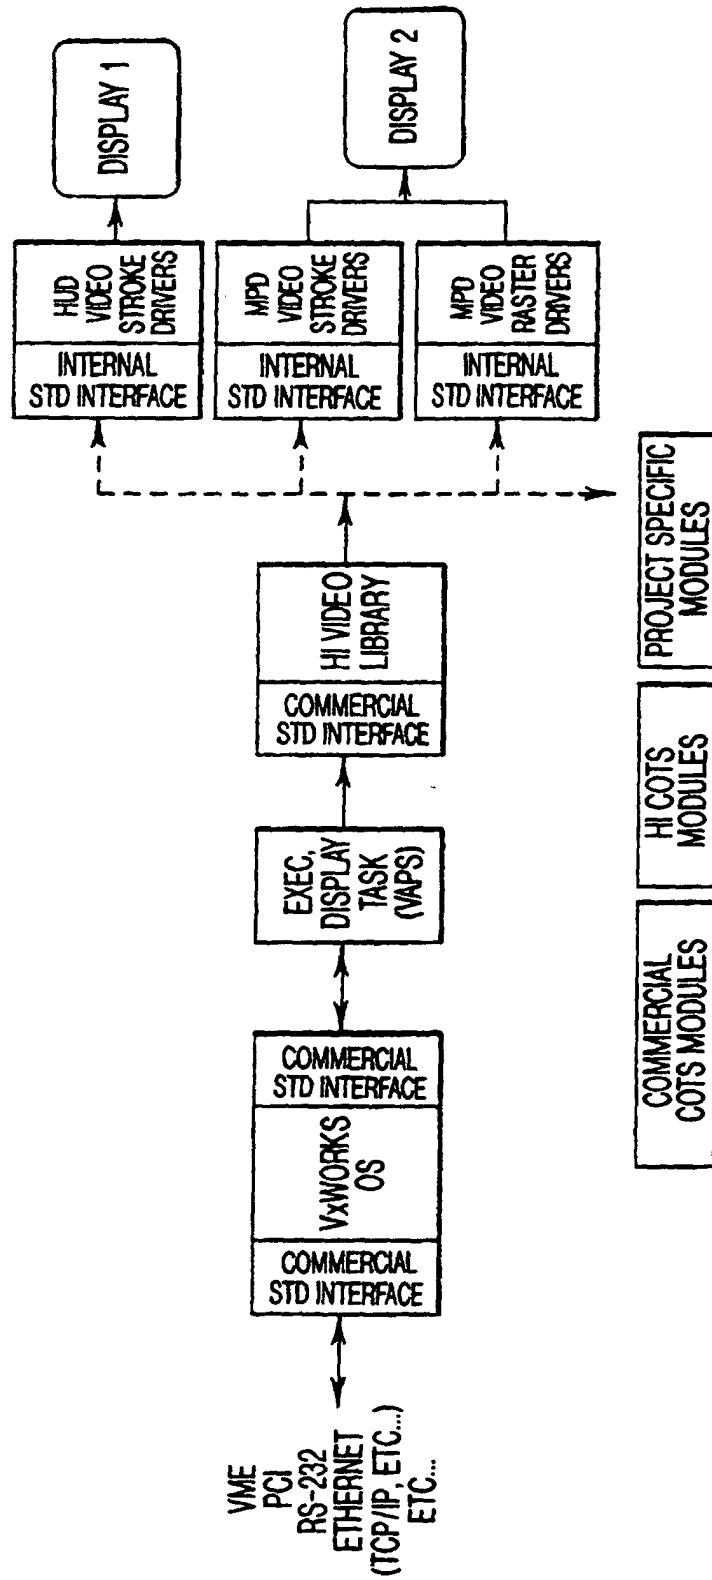 VME
PCI
RS-232
ETHERNET
(TCP/IP, ETC...)
ETC...
COMMERCIAL
STD INTERFACE
VxWORKS
OS
COMMERCIAL
STD INTERFACE
EXEC,
DISPLAY
TASK
(VAPS)
COMMERCIAL
STD INTERFACE
HI VIDEO
LIBRARY
INTERNAL
STD INTERFACE
HUD
VIDEO
STROKE
DRIVERS
DISPLAY 1
INTERNAL
STD INTERFACE
MPD
VIDEO
STROKE
DRIVERS
INTERNAL
STD INTERFACE
MPD
VIDEO
RASTER
DRIVERS
DISPLAY 2
COMMERCIAL
COTS MODULES
HI COTS
MODULES
PROJECT SPECIFIC
MODULES